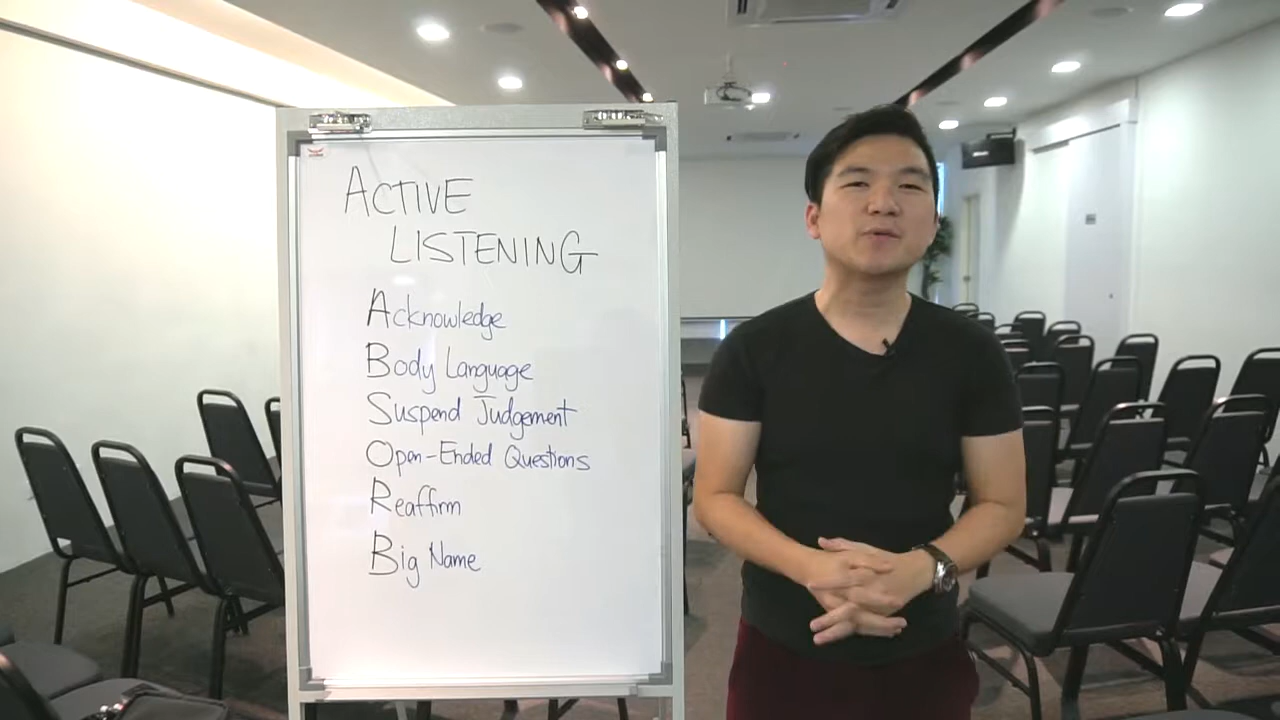 ACTIVE
LISTENING
Acknowledge
Body Language
Suspend Judgement
Open-Ended Questions
Reaffirm
Big Name